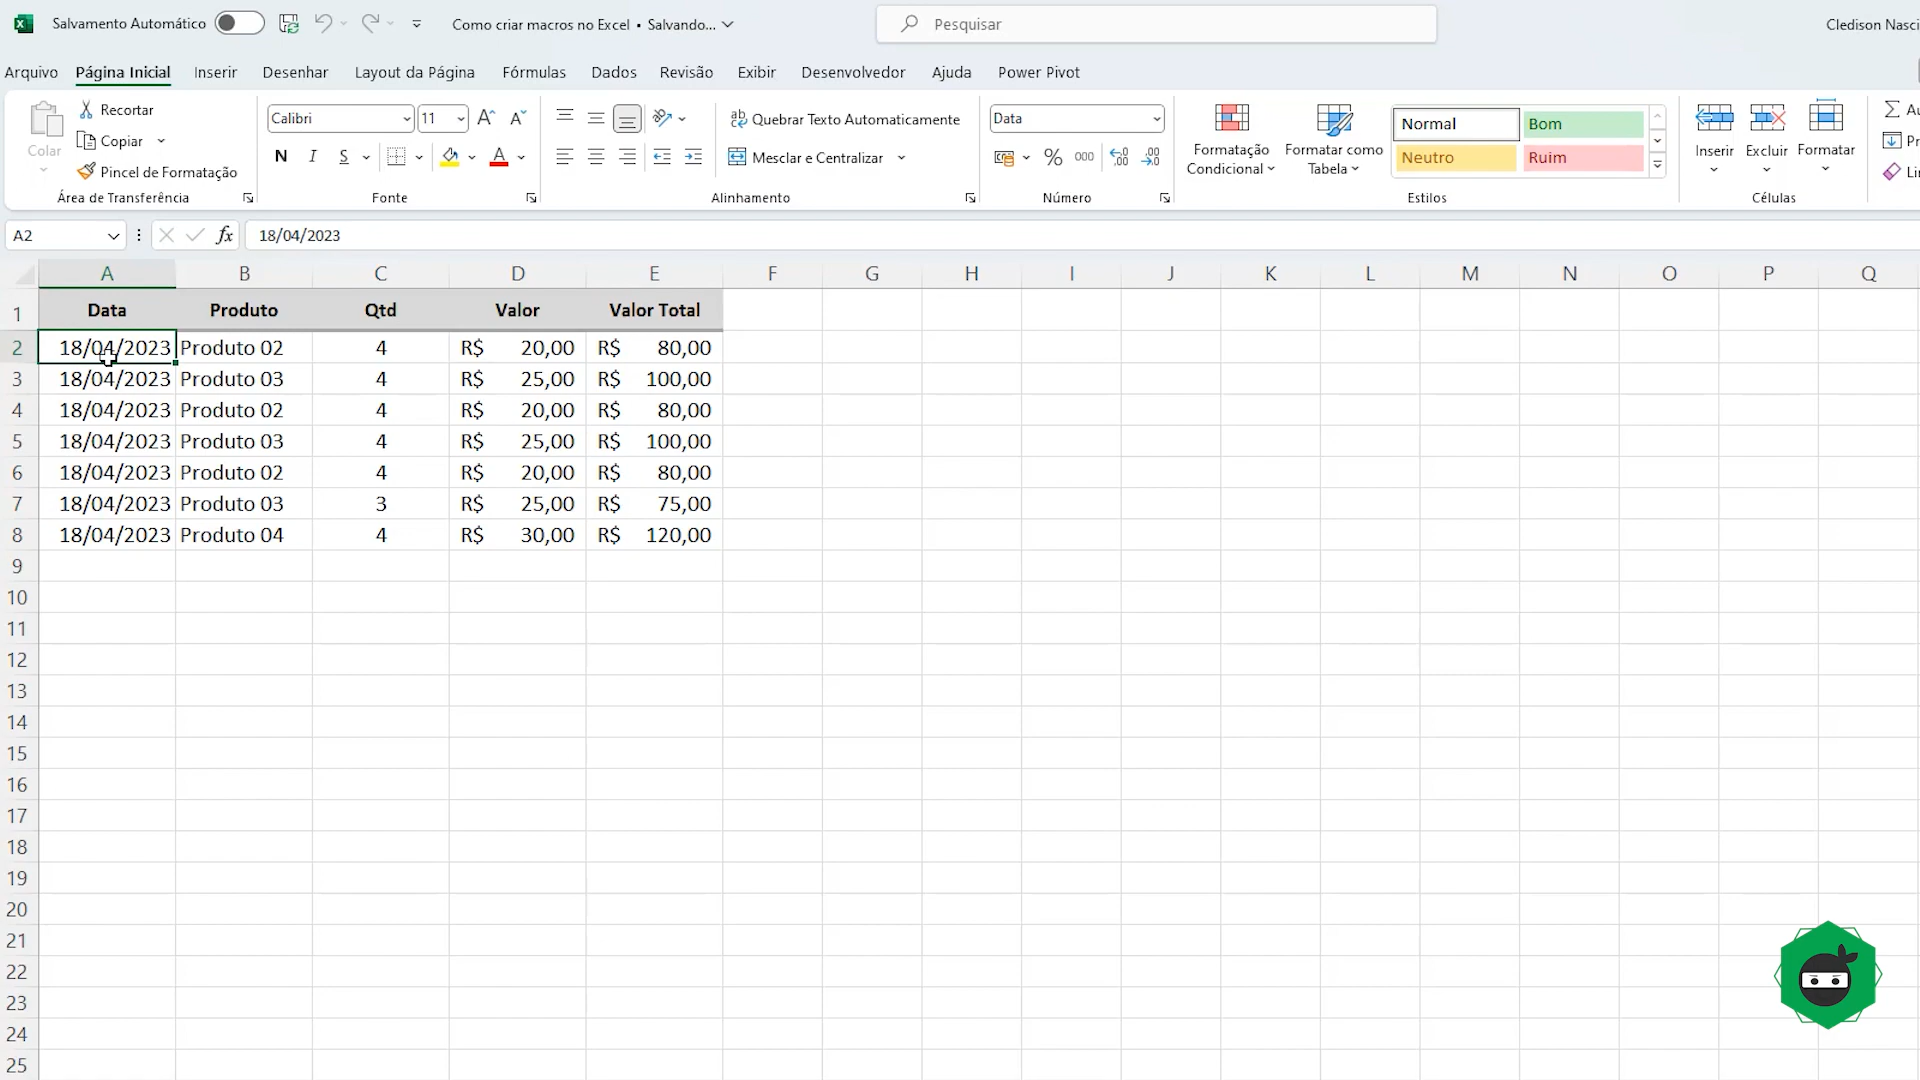 Salvamento Automático
Como criar macros no Excel • Salvando...
Pesquisar
Cledison Nasci
Arquivo Página Inicial Inserir Desenhar Layout da Página Fórmulas Dados Revisão Exibir Desenvolvedor Ajuda Power Pivot
Colar
Recortar
Copiar
Pincel de Formatação
Área de Transferência
Calibri 11
N I S A
Fonte
Quebrar Texto Automaticamente
Mesclar e Centralizar
Alinhamento
Data
% 000
Número
Formatação Condicional
Formatar como Tabela
Normal Bom
Neutro Ruim
Estilos
Inserir Excluir Formatar
Células
A2 fx 18/04/2023
A B C D E F G H I J K L M N O P Q
1 Data Produto Qtd Valor Valor Total
2 18/04/2023 Produto 02 4 R$ 20,00 R$ 80,00
3 18/04/2023 Produto 03 4 R$ 25,00 R$ 100,00
4 18/04/2023 Produto 02 4 R$ 20,00 R$ 80,00
5 18/04/2023 Produto 03 4 R$ 25,00 R$ 100,00
6 18/04/2023 Produto 02 4 R$ 20,00 R$ 80,00
7 18/04/2023 Produto 03 3 R$ 25,00 R$ 75,00
8 18/04/2023 Produto 04 4 R$ 30,00 R$ 120,00
9
10
11
12
13
14
15
16
17
18
19
20
21
22
23
24
25